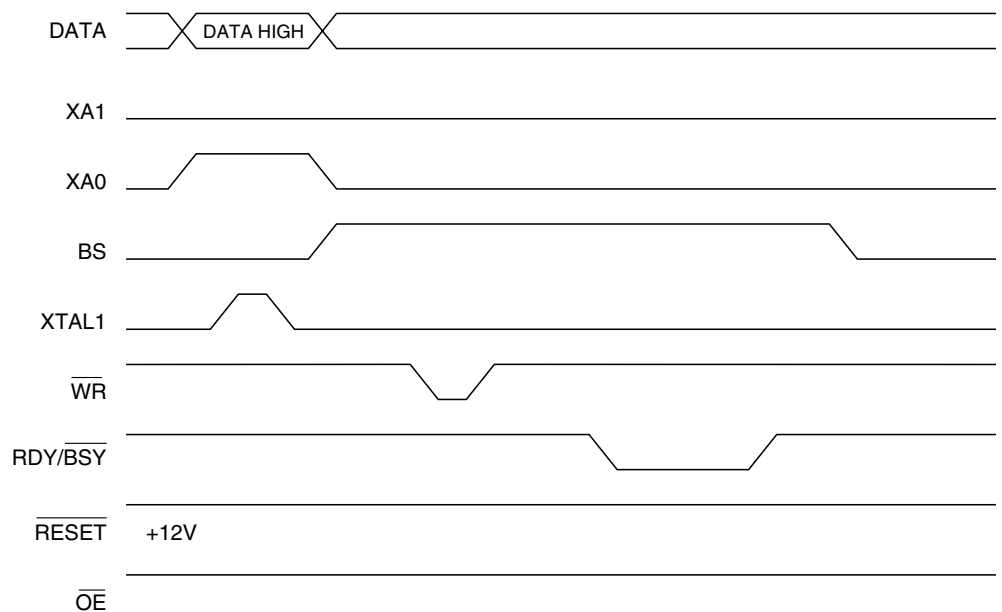 DATA DATA HIGH
XA1
XA0
BS
XTAL1
WR
RDY/BSY
RESET +12V
OE